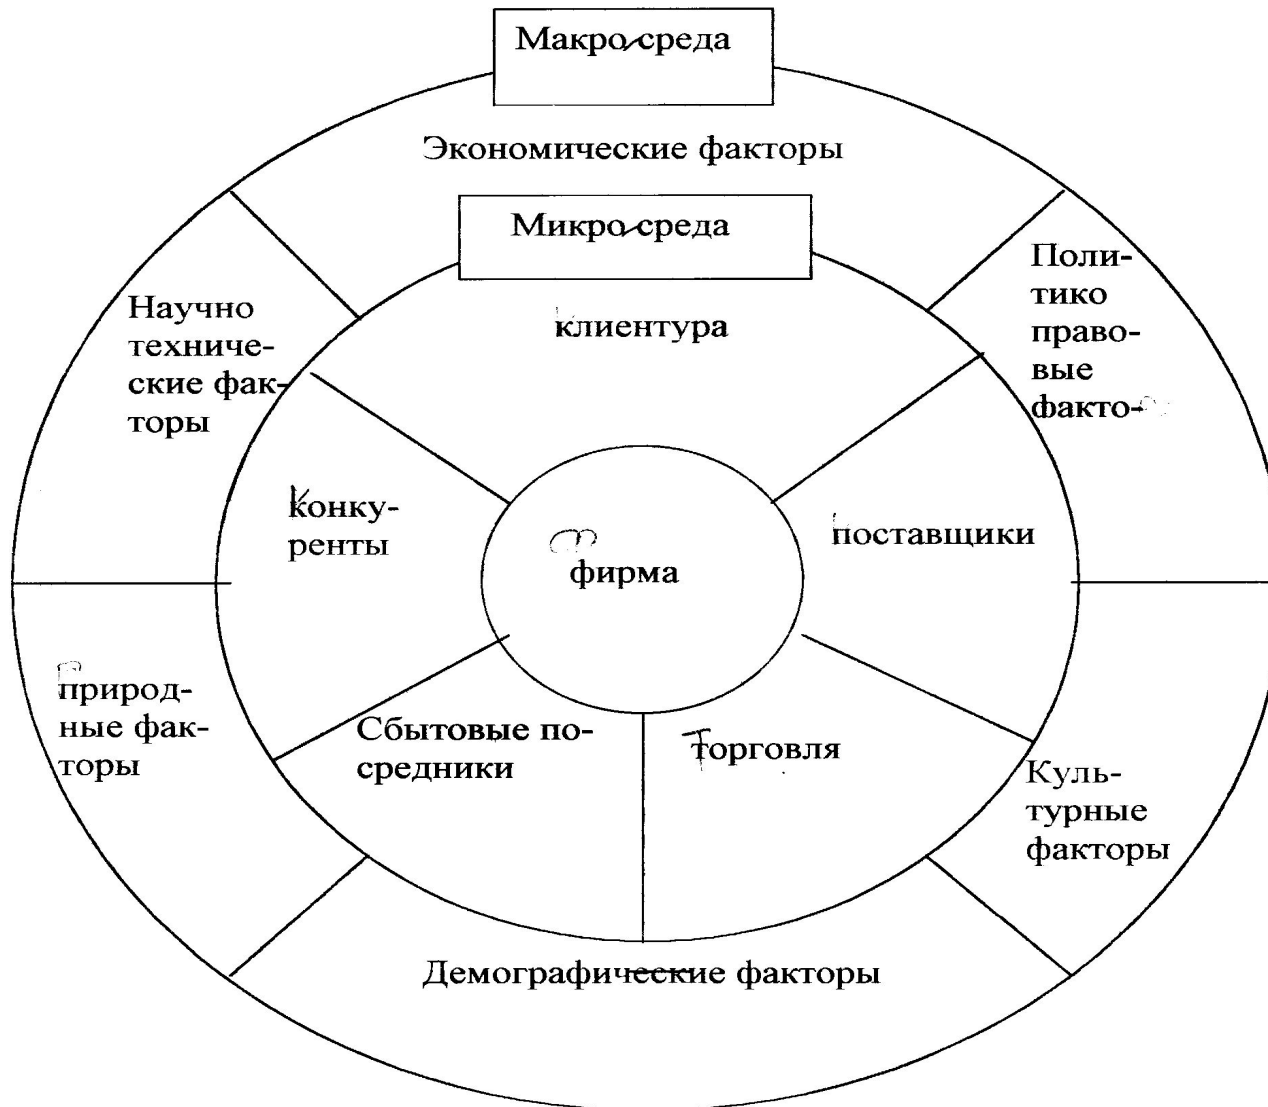 Макро-среда
Экономические факторы
Микро-среда
клиентура
Научно
техниче-
ские фак-
торы
Поли-
тико
право-
вые
факто-
конку-
ренты
фирма
поставщики
природ-
ные фак-
торы
Сбытовые по-
средники
Торговля
Куль-
турные
факторы
Демографические факторы